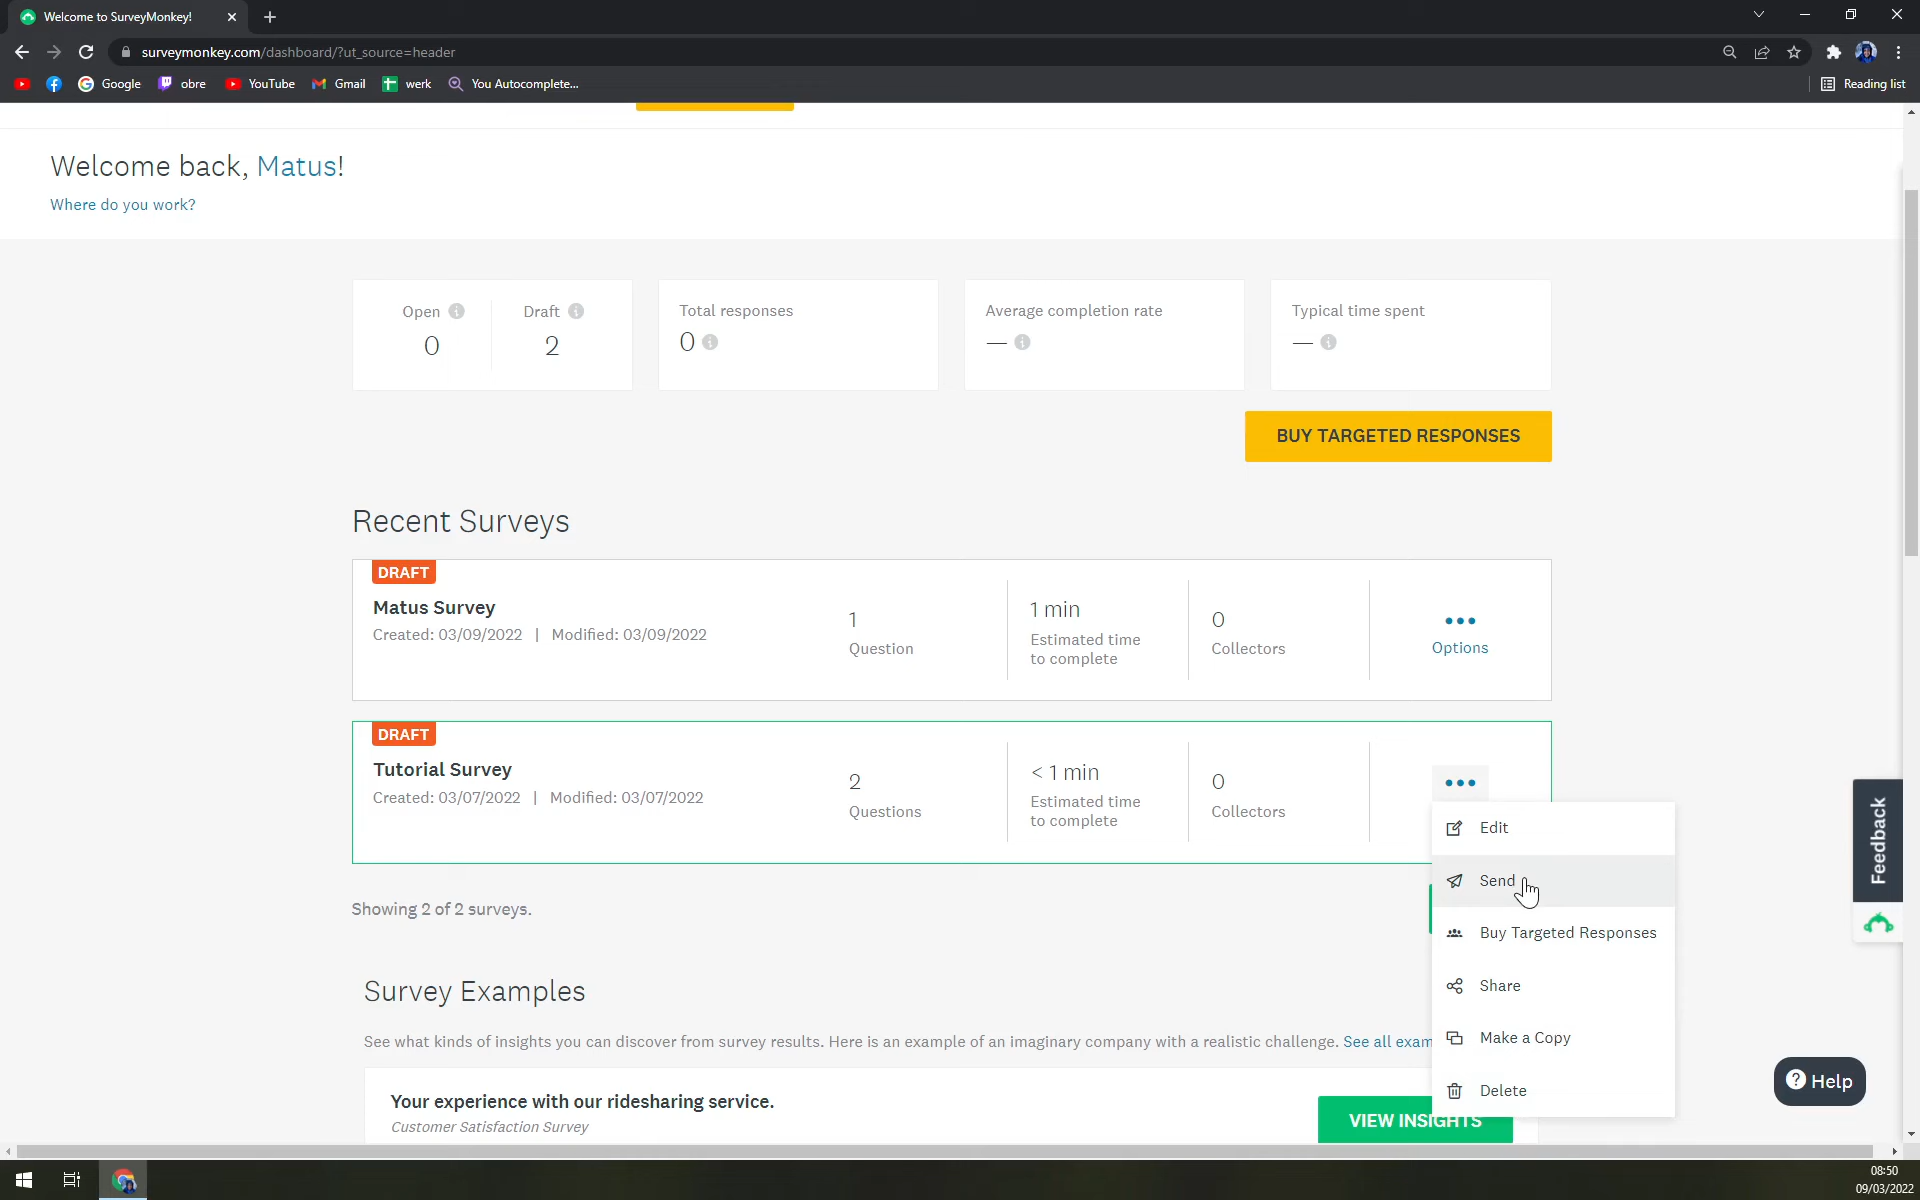 Welcome to SurveyMonkey!
surveymonkey.com/dashboard/?ut_source=header
Google
obre
YouTube
Gmail
werk
You Autocomplete...
Reading list
Welcome back, Matus!
Where do you work?
Open
0
Draft
2
Total responses
0
Average completion rate
—
Typical time spent
—
BUY TARGETED RESPONSES
Recent Surveys
DRAFT
Matus Survey
Created: 03/09/2022 | Modified: 03/09/2022
1
Question
1 min
Estimated time
to complete
0
Collectors
Options
DRAFT
Tutorial Survey
Created: 03/07/2022 | Modified: 03/07/2022
2
Questions
< 1 min
Estimated time
to complete
0
Collectors
Edit
Send
Buy Targeted Responses
Share
Make a Copy
Delete
Feedback
Showing 2 of 2 surveys.
Survey Examples
See what kinds of insights you can discover from survey results. Here is an example of an imaginary company with a realistic challenge. See all exam
Your experience with our ridesharing service.
Customer Satisfaction Survey
VIEW INSIGHTS
Help
08:50
09/03/2022